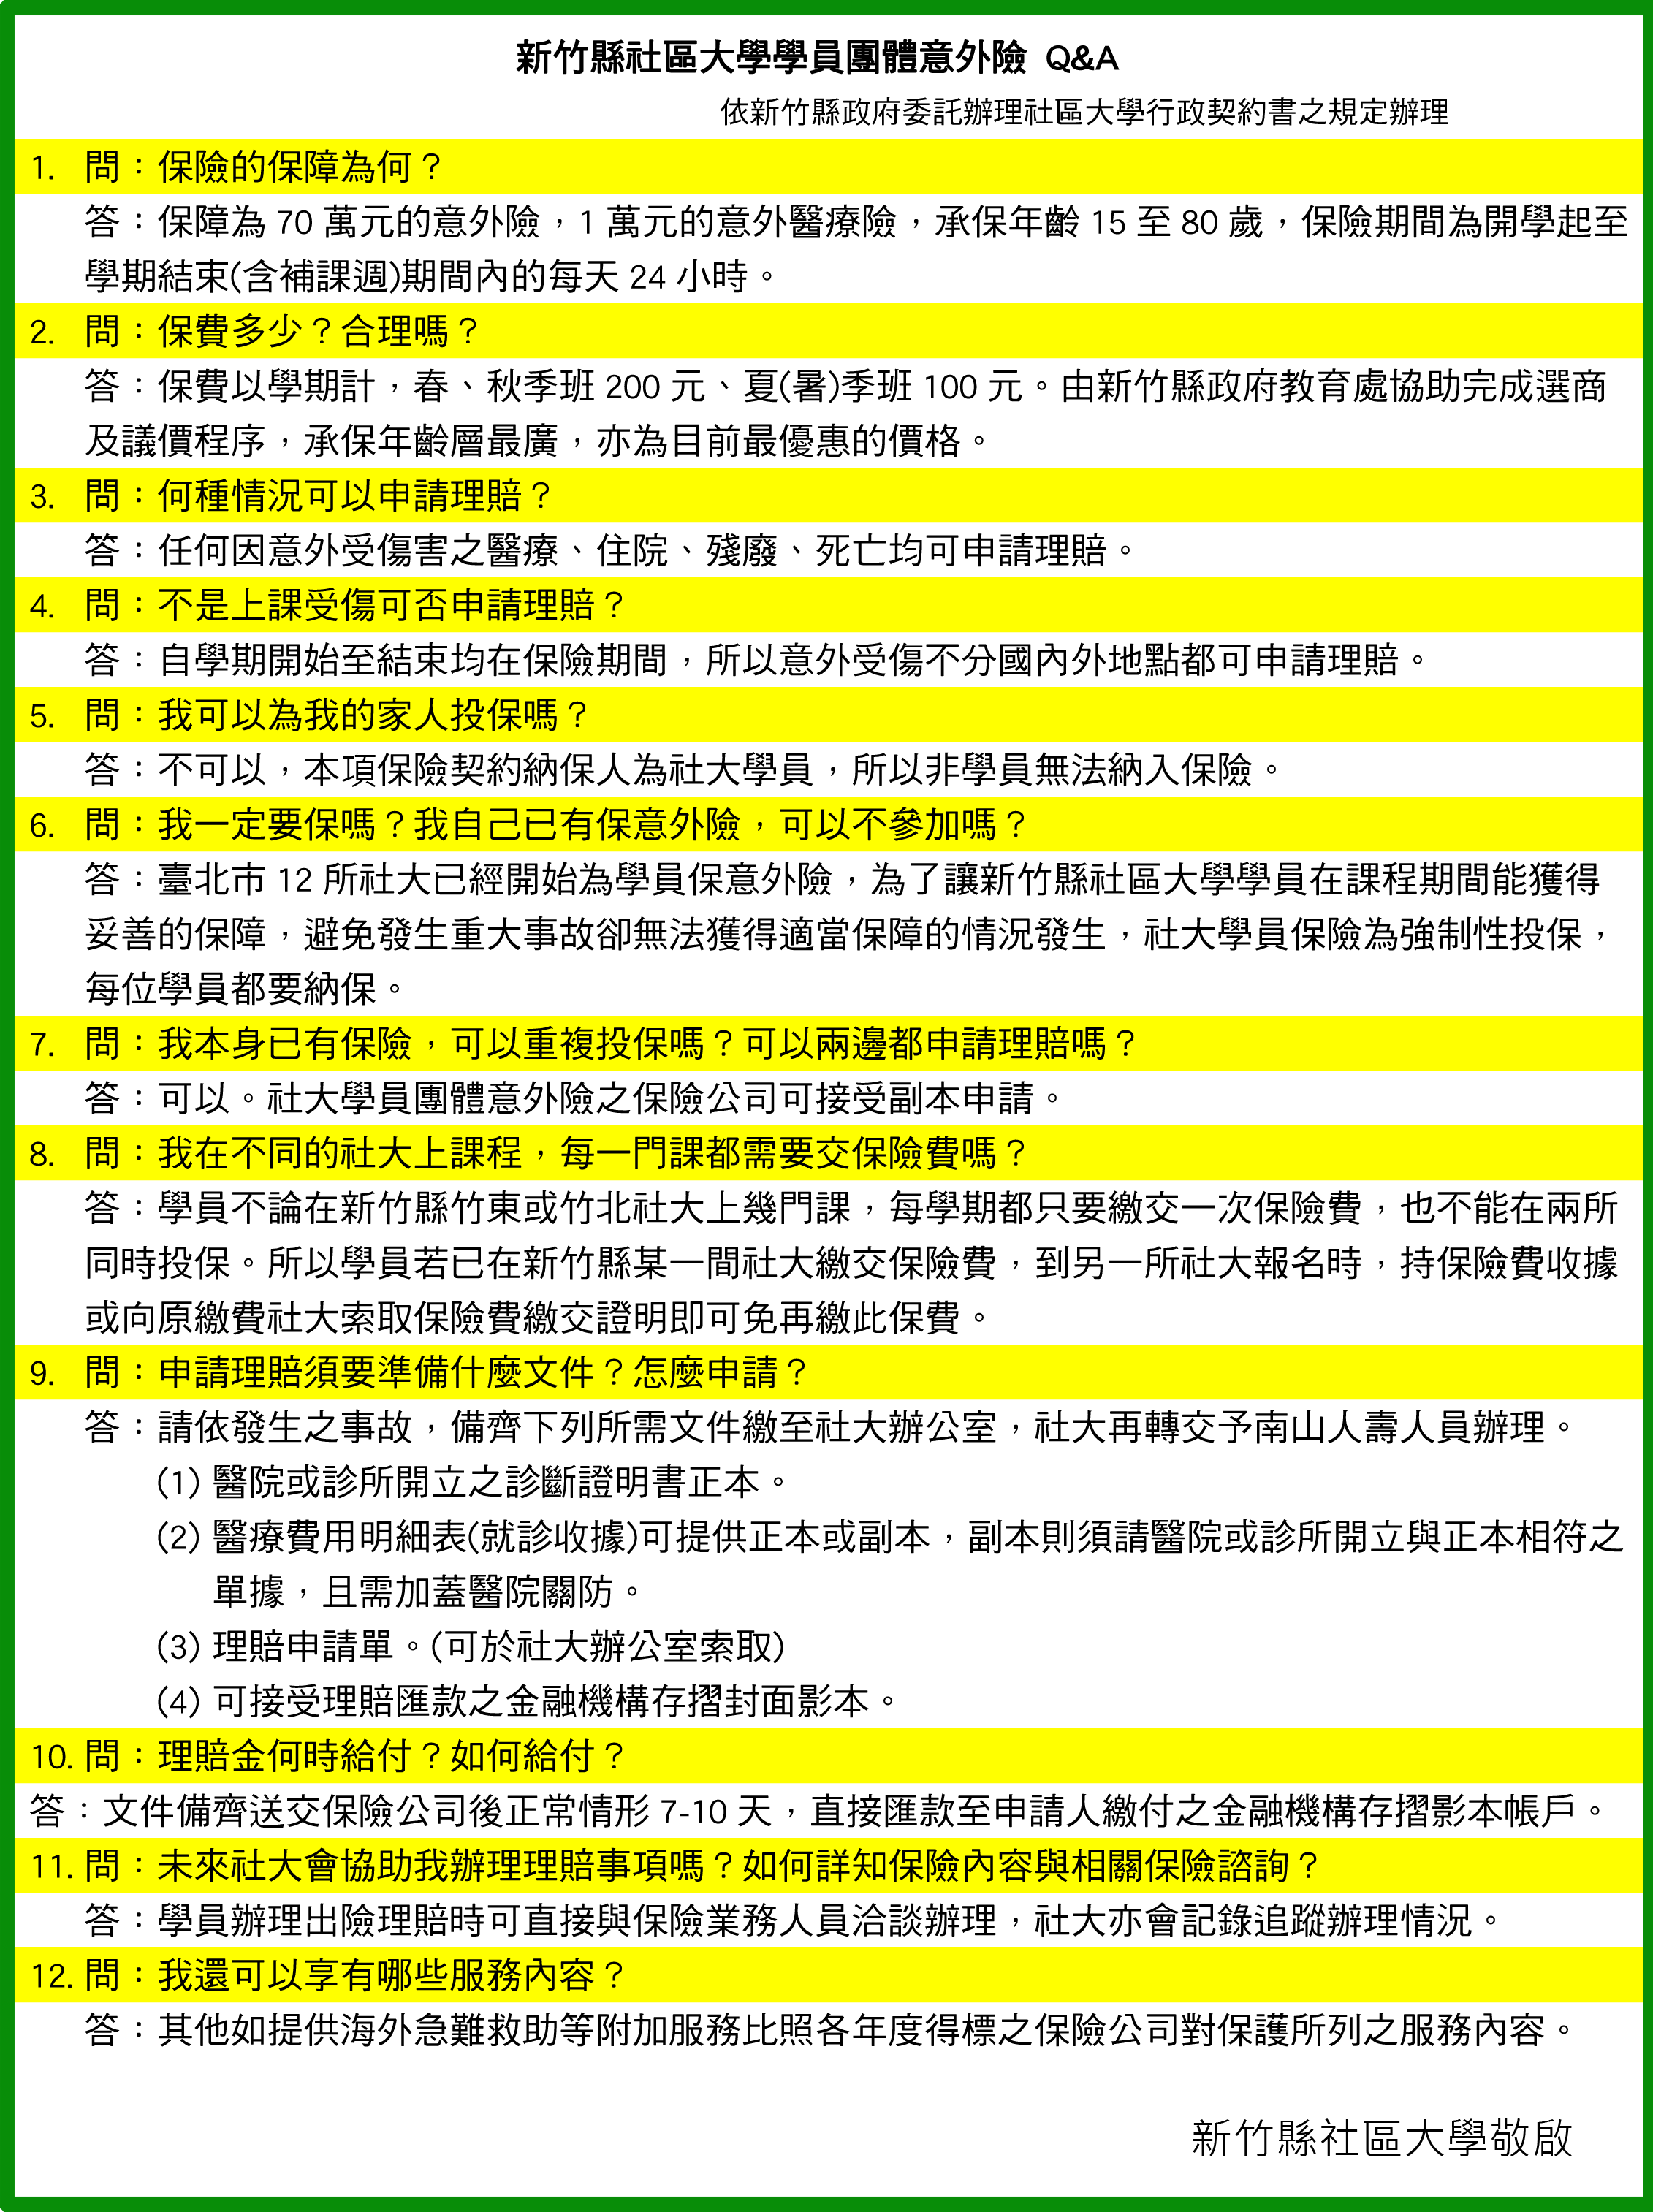 新竹縣社區大學學員團體意外險 Q&A
依新竹縣政府委託辦理社區大學行政契約書之規定辦理
1. 問：保險的保障為何？
答：保障為 70 萬元的意外險，1 萬元的意外醫療險，承保年齡 15 至 80 歲，保險期間為開學起至
學期結束(含補課週)期間內的每天 24 小時。
2. 問：保費多少？合理嗎？
答：保費以學期計，春、秋季班 200 元、夏(暑)季班 100 元。由新竹縣政府教育處協助完成選商
及議價程序，承保年齡層最廣，亦為目前最優惠的價格。
3. 問：何種情況可以申請理賠？
答：任何因意外受傷害之醫療、住院、殘廢、死亡均可申請理賠。
4. 問：不是上課受傷可否申請理賠？
答：自學期開始至結束均在保險期間，所以意外受傷不分國內外地點都可申請理賠。
5. 問：我可以為我的家人投保嗎？
答：不可以，本項保險契約納保人為社大學員，所以非學員無法納入保險。
6. 問：我一定要保嗎？我自己已有保意外險，可以不參加嗎？
答：臺北市 12 所社大已經開始為學員保意外險，為了讓新竹縣社區大學學員在課程期間能獲得
妥善的保障，避免發生重大事故卻無法獲得適當保障的情況發生，社大學員保險為強制性投保，
每位學員都要納保。
7. 問：我本身已有保險，可以重複投保嗎？可以兩邊都申請理賠嗎？
答：可以。社大學員團體意外險之保險公司可接受副本申請。
8. 問：我在不同的社大上課程，每一門課都需要交保險費嗎？
答：學員不論在新竹縣竹東或竹北社大上幾門課，每學期都只要繳交一次保險費，也不能在兩所
同時投保。所以學員若已在新竹縣某一間社大繳交保險費，到另一所社大報名時，持保險費收據
或向原繳費社大索取保險費繳交證明即可免再繳此保費。
9. 問：申請理賠須要準備什麼文件？怎麼申請？
答：請依發生之事故，備齊下列所需文件繳至社大辦公室，社大再轉交予南山人壽人員辦理。
(1) 醫院或診所開立之診斷證明書正本。
(2) 醫療費用明細表(就診收據)可提供正本或副本，副本則須請醫院或診所開立與正本相符之
單據，且需加蓋醫院關防。
(3) 理賠申請單。(可於社大辦公室索取)
(4) 可接受理賠匯款之金融機構存摺封面影本。
10. 問：理賠金何時給付？如何給付？
答：文件備齊送交保險公司後正常情形 7-10 天，直接匯款至申請人繳付之金融機構存摺影本帳戶。
11. 問：未來社大會協助我辦理理賠事項嗎？如何詳知保險內容與相關保險諮詢？
答：學員辦理出險理賠時可直接與保險業務人員洽談辦理，社大亦會記錄追蹤辦理情況。
12. 問：我還可以享有哪些服務內容？
答：其他如提供海外急難救助等附加服務比照各年度得標之保險公司對保護所列之服務內容。
新竹縣社區大學敬啟